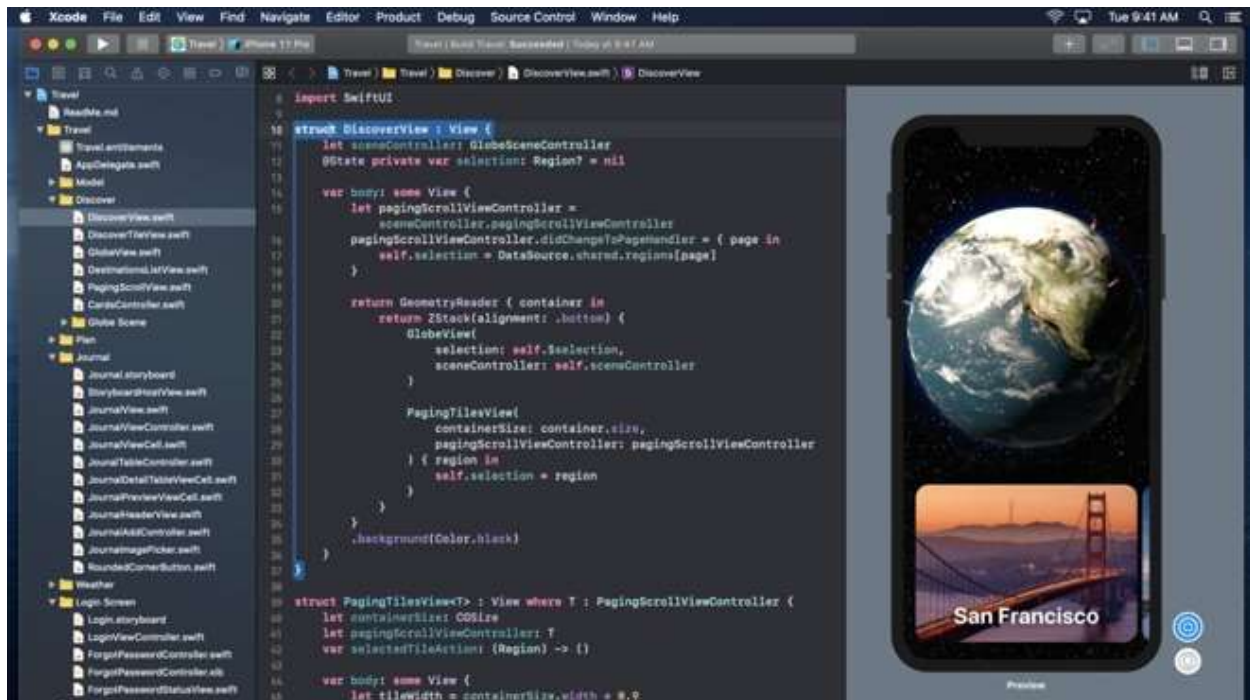 Xcode File Edit View Find Navigate Editor Product Debug Source Control Window Help Tue 9:41 AM
Travel iPhone 11 Pro Travel | Build Travel: Succeeded | Today at 9:41 AM
Travel Travel Discover DiscoverView.swift DiscoverView
Travel
ReadMe.md
Travel
Travel.entitlements
AppDelegate.swift
Model
Discover
DiscoverView.swift
DiscoverTileView.swift
GlobeView.swift
DestinationsListView.swift
PagingScrollView.swift
CardsController.swift
Globe Scene
Plan
Journal
Journal.storyboard
StoryboardHostView.swift
JournalView.swift
JournalViewController.swift
JournalViewCell.swift
JounalTableController.swift
JournalDetailTableViewCell.swift
JournalPreviewViewCell.swift
JournalHeaderView.swift
JournalAddController.swift
JournalImagePicker.swift
RoundedCornerButton.swift
Weather
Login Screen
Login.storyboard
LoginViewController.swift
ForgotPasswordController.swift
ForgotPasswordController.xib
ForgotPasswordStatusView.swift
import SwiftUI
struct DiscoverView : View {
let sceneController: GlobeSceneController
@State private var selection: Region? = nil
var body: some View {
let pagingScrollViewController =
sceneController.pagingScrollViewController
pagingScrollViewController.didChangeToPageHandler = { page in
self.selection = DataSource.shared.regions[page]
}
return GeometryReader { container in
return ZStack(alignment: .bottom) {
GlobeView(
selection: self.$selection,
sceneController: self.sceneController
)
PagingTilesView(
containerSize: container.size,
pagingScrollViewController: pagingScrollViewController
) { region in
self.selection = region
}
}
}
.background(Color.black)
}
}
struct PagingTilesView<T> : View where T : PagingScrollViewController {
let containerSize: CGSize
let pagingScrollViewController: T
var selectedTileAction: (Region) -> ()
var body: some View {
let tileWidth = containerSize.width * 0.9
San Francisco
Preview